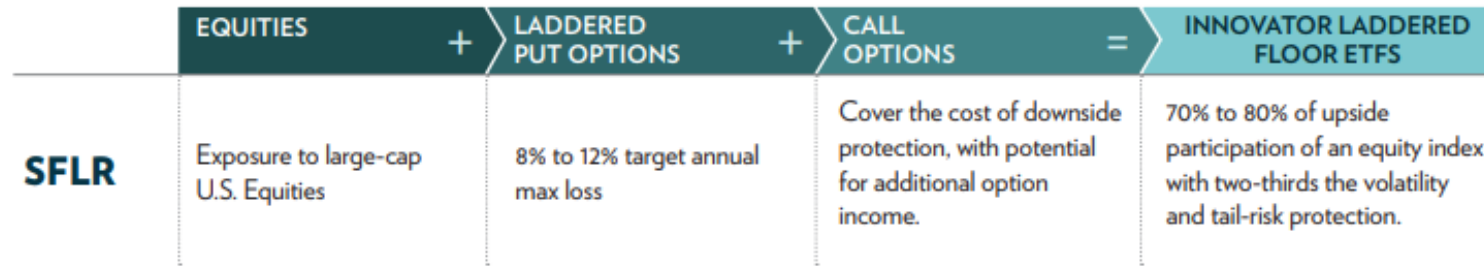 EQUITIES
+
LADDERED
PUT OPTIONS
+
CALL
OPTIONS
=
INNOVATOR LADDERED
FLOOR ETFS
SFLR
Exposure to large-cap
U.S. Equities
8% to 12% target annual
max loss
Cover the cost of downside
protection, with potential
for additional option
income.
70% to 80% of upside
participation of an equity index
with two-thirds the volatility
and tail-risk protection.